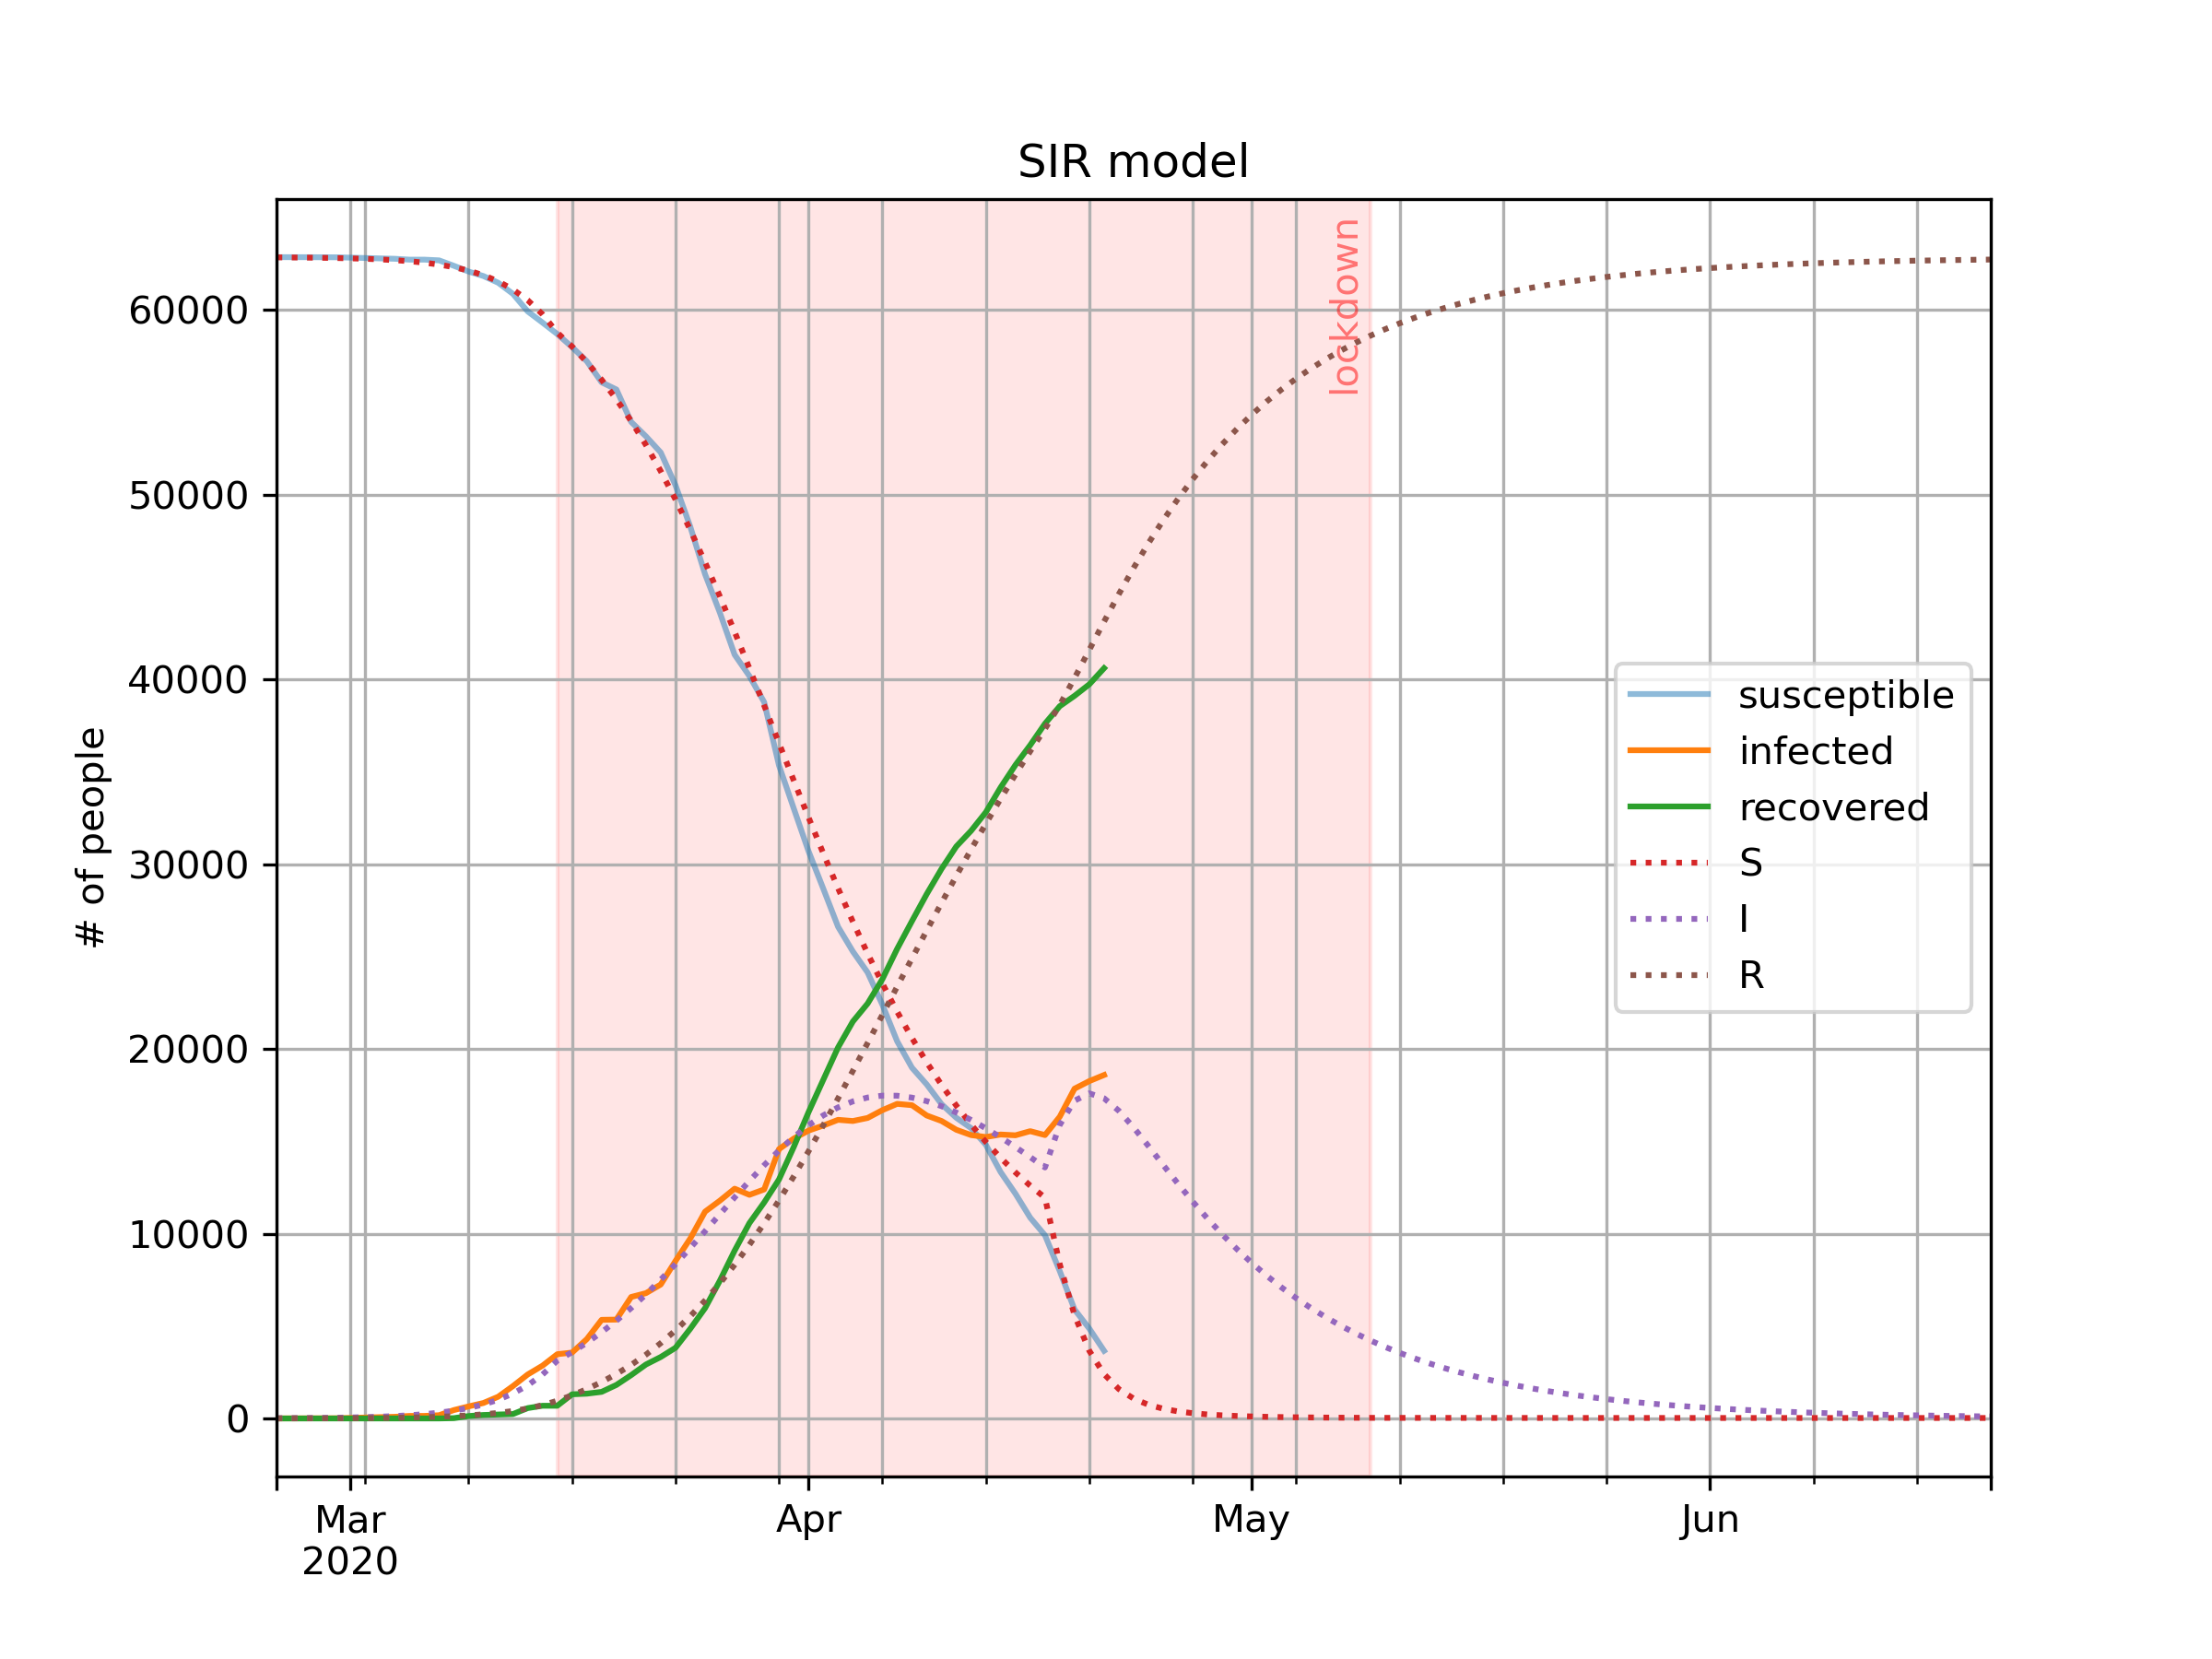 SIR model
lockdown
# of people
60000
50000
40000
30000
20000
10000
0
susceptible
infected
recovered
S
I
R
Mar
2020
Apr
May
Jun